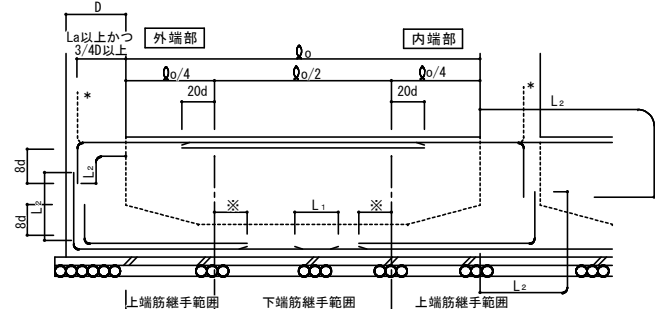 D
La以上かつ
3/4D以上
外端部
内端部
ℓo
ℓo/4
ℓo/2
ℓo/4
20d
20d
L₂
*
*
8d
L₂
L₂
8d
※
L₁
※
L₂
上端筋継手範囲
下端筋継手範囲
上端筋継手範囲